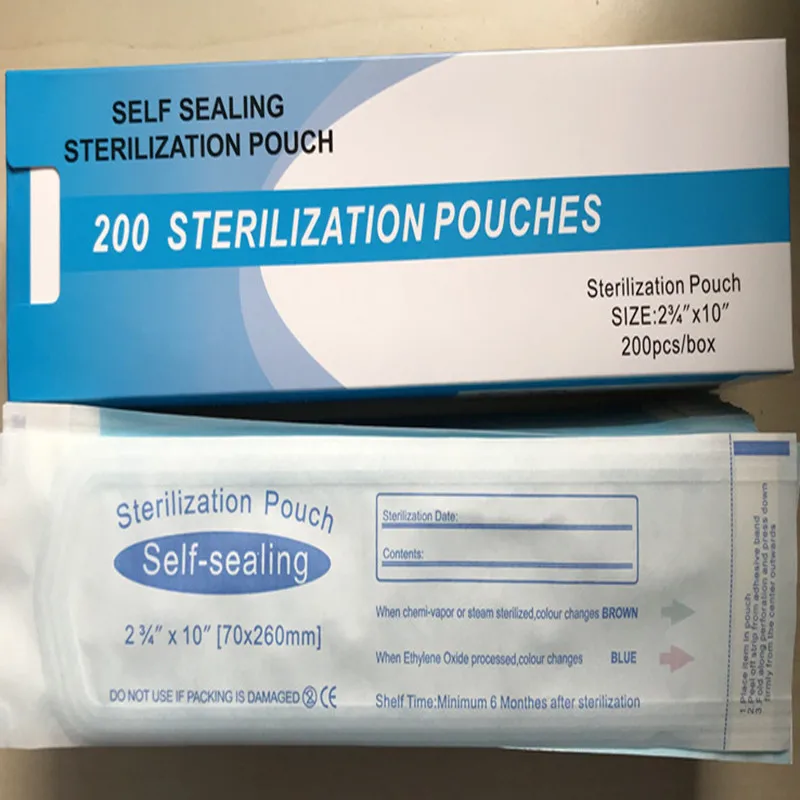 SELF SEALING
STERILIZATION POUCH
200 STERILIZATION POUCHES
Sterilization Pouch
SIZE:2¾"x10"
200pcs/box
Sterilization Pouch
Self-sealing
2 ¾" x 10" [70x260mm]
DO NOT USE IF PACKING IS DAMAGED 2 CE
Sterilization Date:
Contents:
When chemi-vapor or steam sterilized,colour changes BROWN
When Ethylene Oxide processed,colour changes BLUE
Shelf Time:Minimum 6 Monthes after sterilization
1. Place item in pouch
2. Peel off strip from adhesive band
3. Fold along perforation and press down
firmly from the center outwards